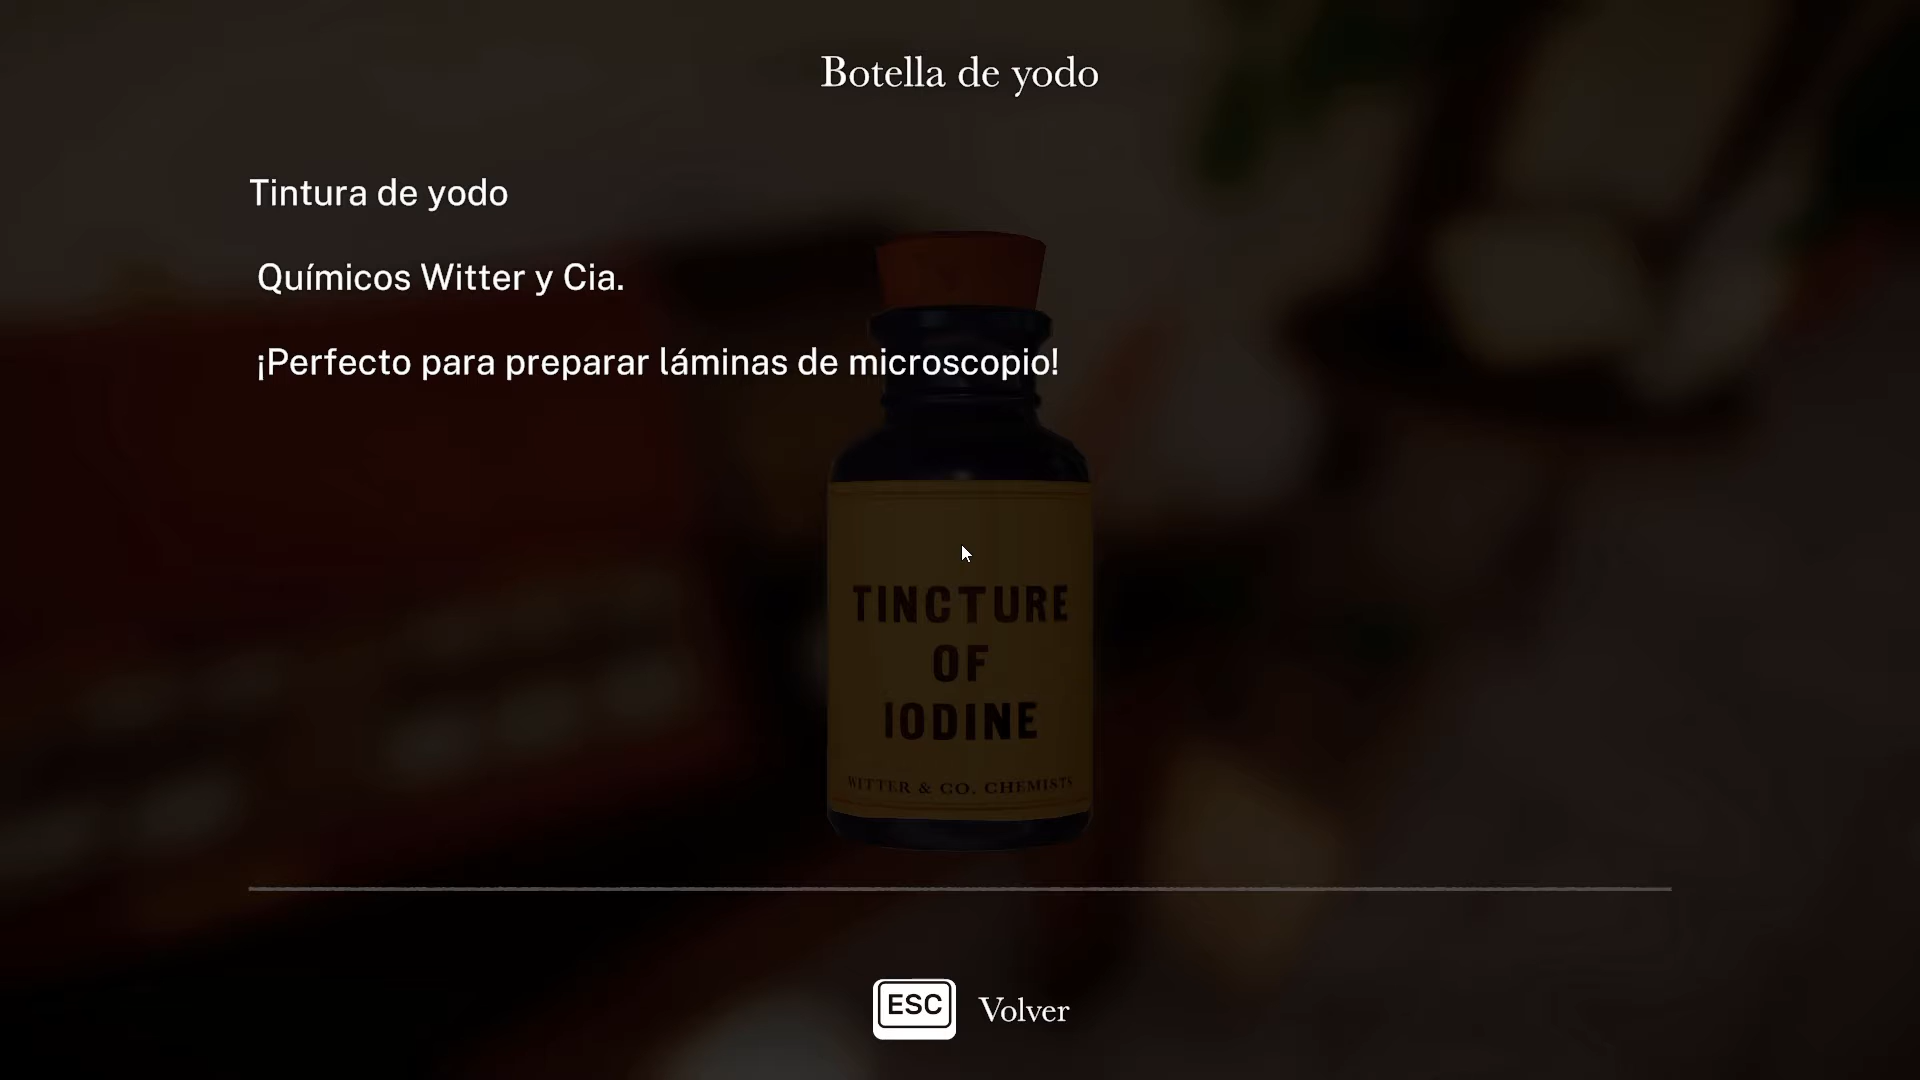 Botella de yodo
Tintura de yodo
Químicos Witter y Cia.
¡Perfecto para preparar láminas de microscopio!
TINCTURE
OF
IODINE
WITTER & CO. CHEMISTS
ESC Volver